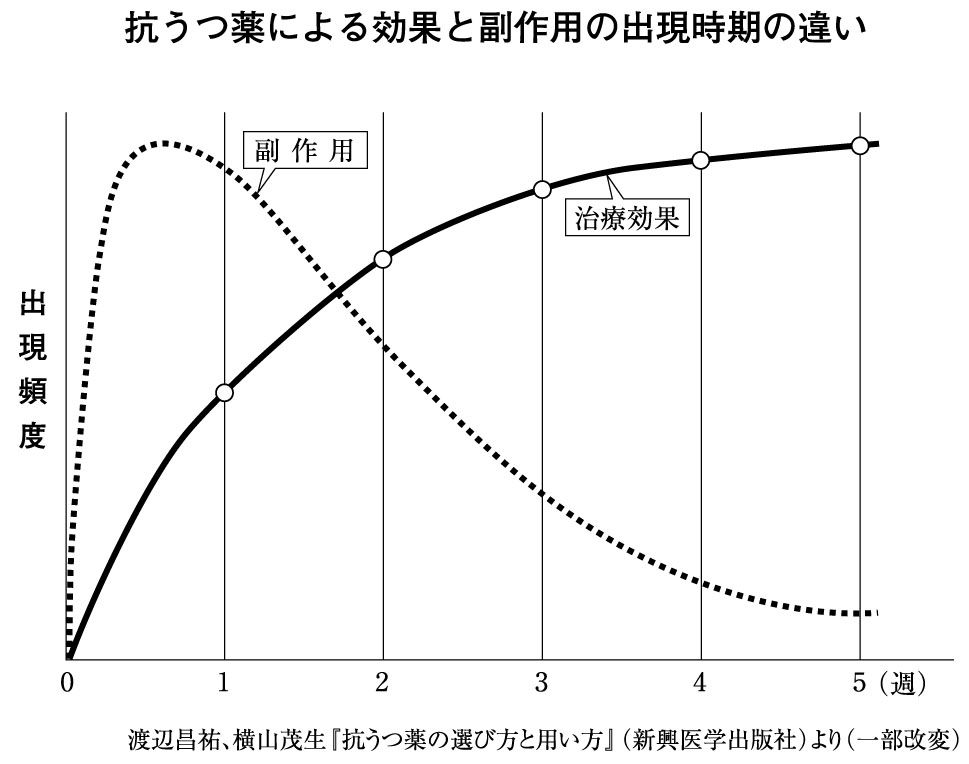 抗うつ薬による効果と副作用の出現時期の違い
副作用
治療効果
出現頻度
0 1 2 3 4 5（週）
渡辺昌祐、横山茂生『抗うつ薬の選び方と用い方』（新興医学出版社）より（一部改変）